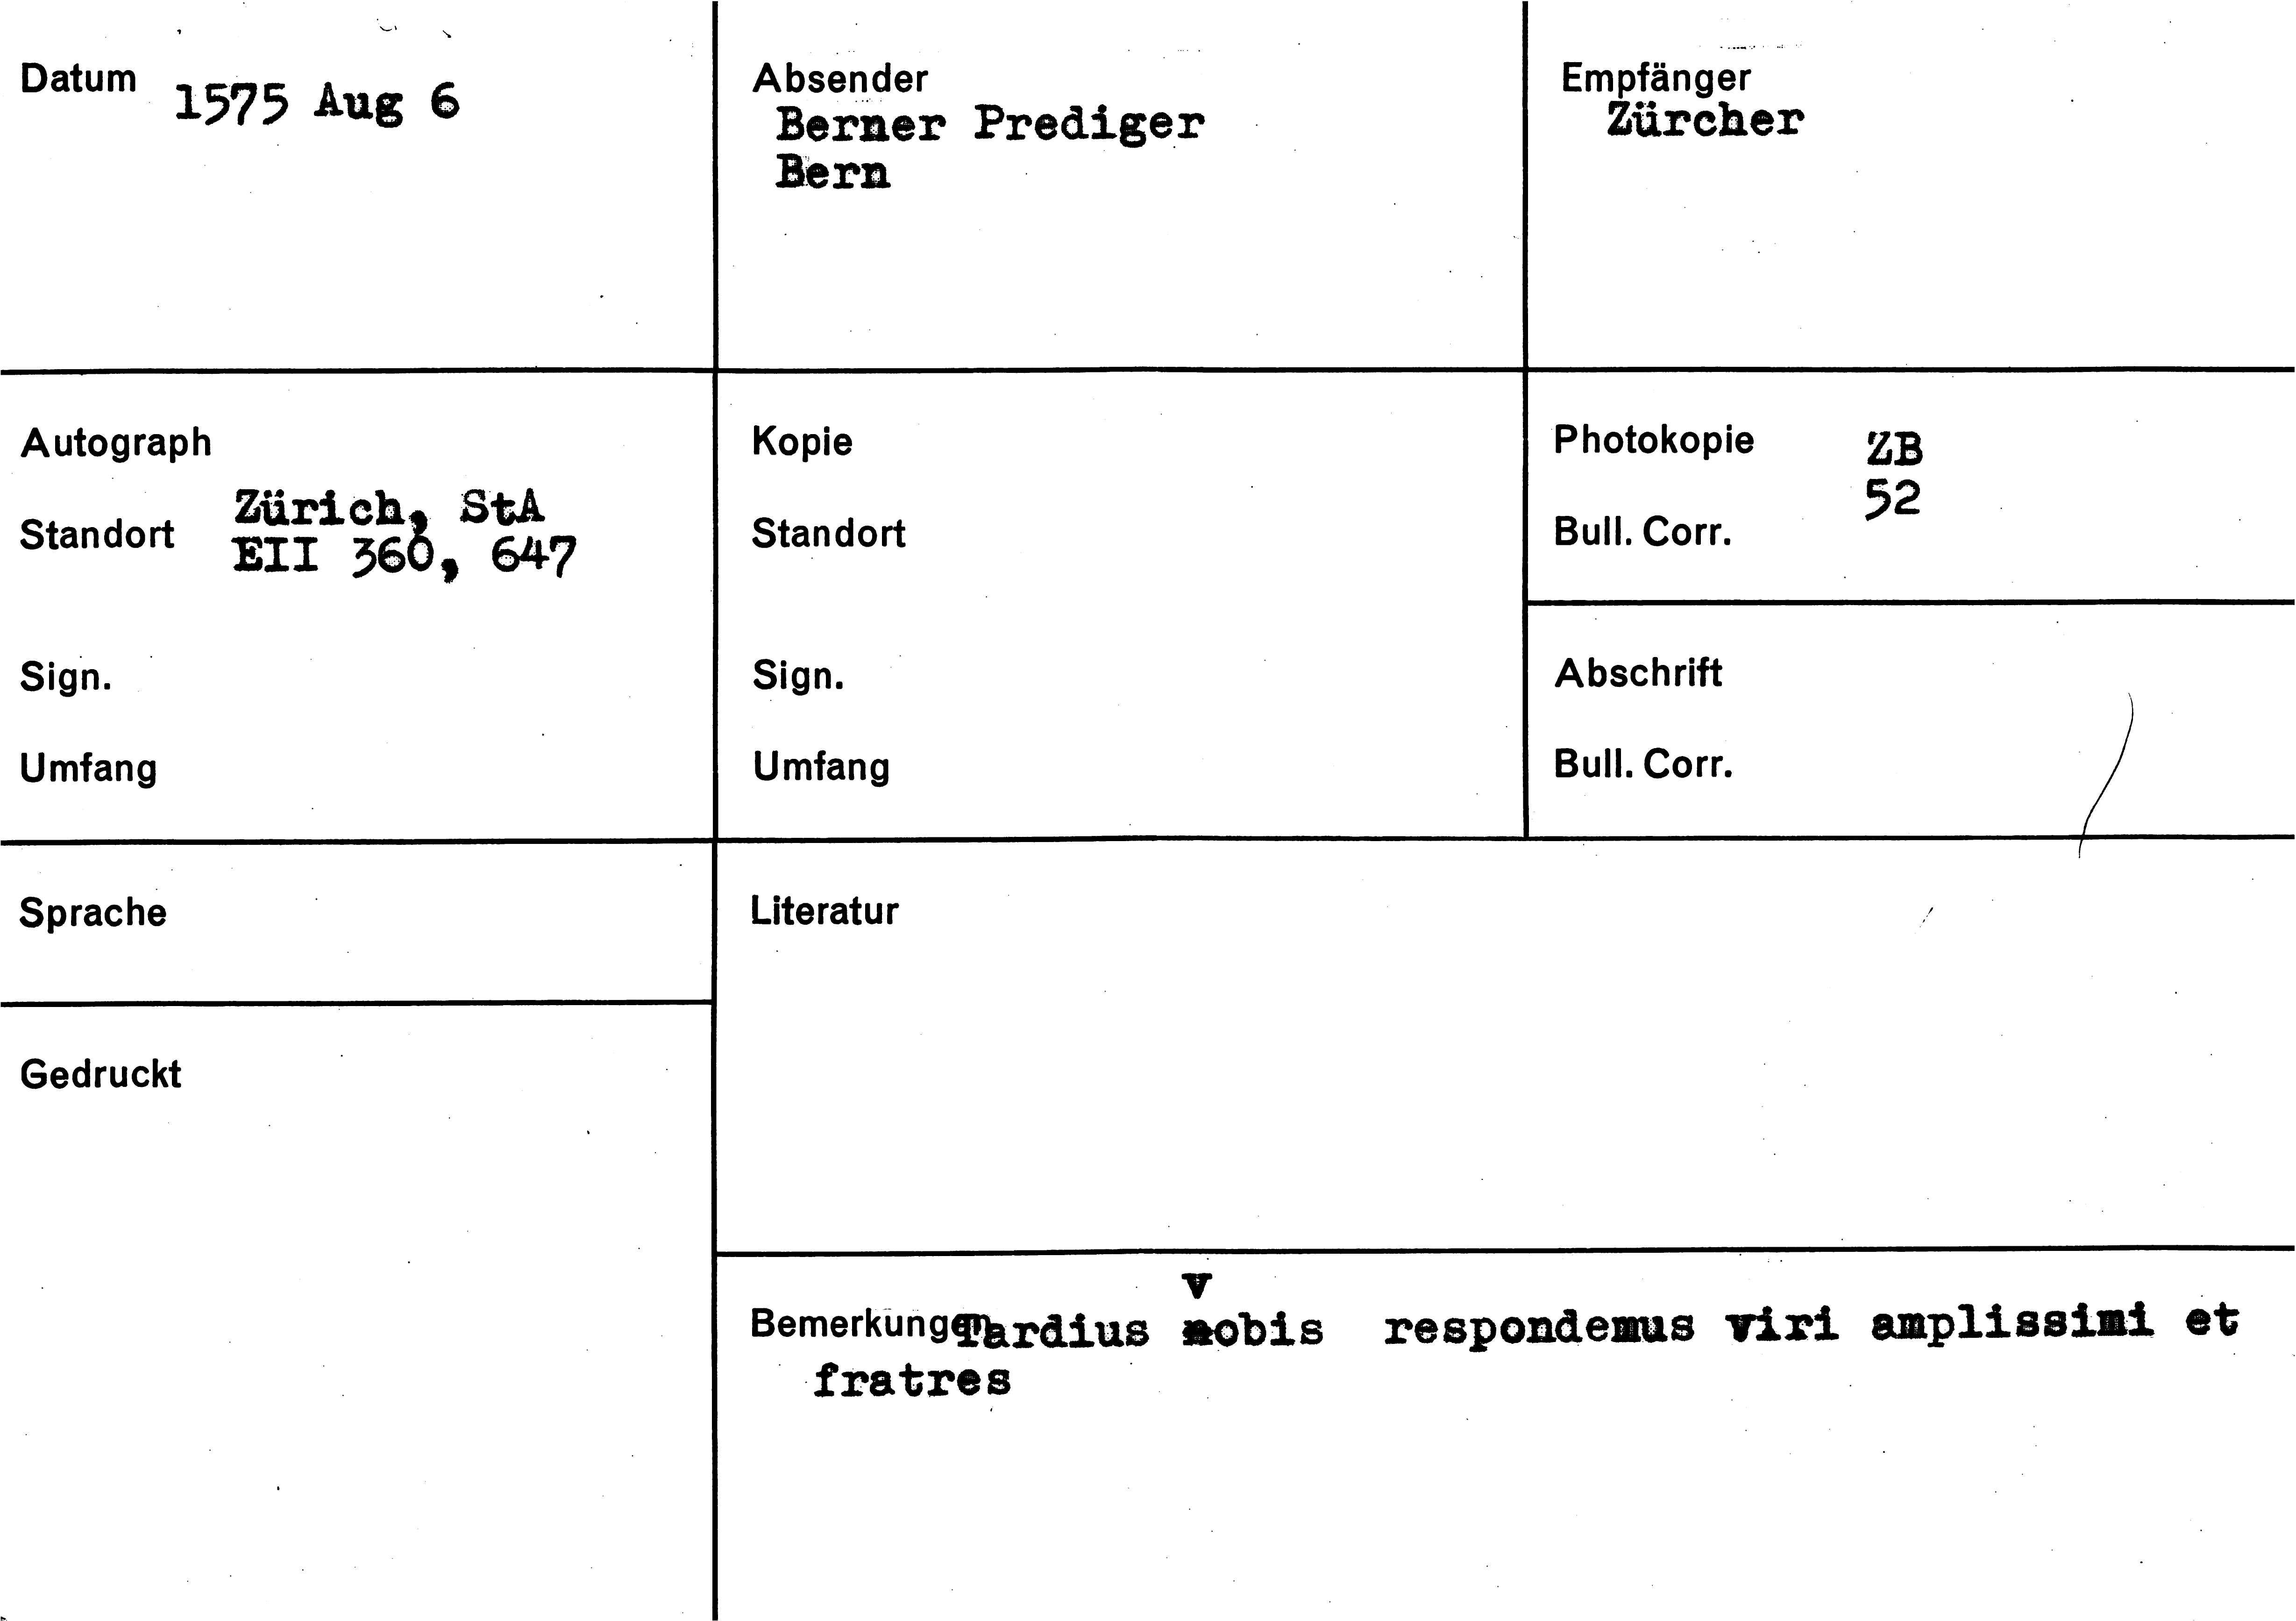 Datum 1575 Aug 6
Absender
Berner Prediger
Bern
Empfänger
Zürcher
Autograph
Standort Zürich, StA
EII 360, 647
Sign.
Umfang
Kopie
Standort
Sign.
Umfang
Photokopie ZB
52
Bull. Corr.
Abschrift
Bull. Corr.
Sprache
Gedruckt
Literatur
v
Bemerkungen Tardius nobis respondemus viri amplissimi et
fratres